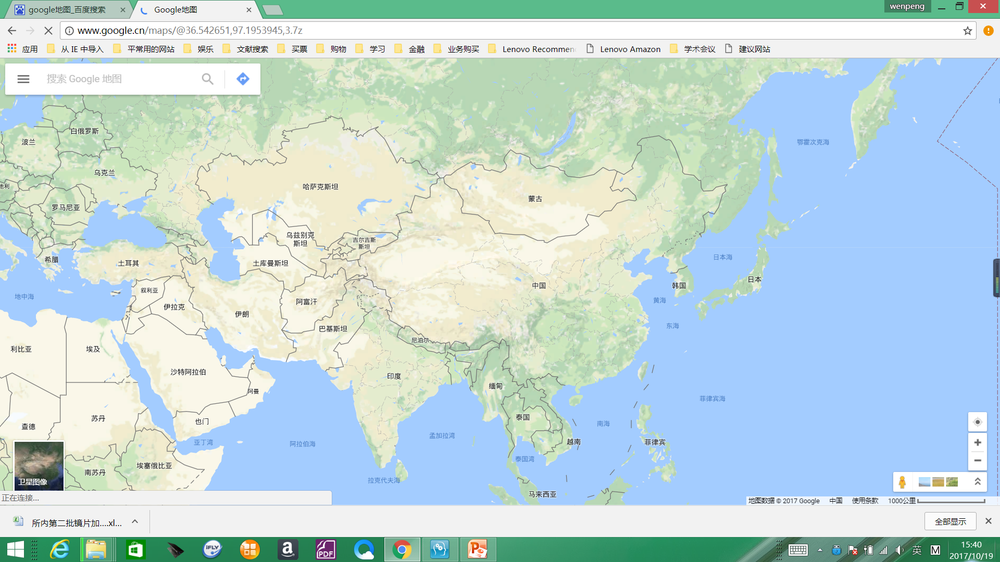 google地图_百度搜索
Google地图
wenpeng
www.google.cn/maps/@36.542651,97.1953945,3.7z
应用
从 IE 中导入
平常用的网站
娱乐
文献搜索
买票
购物
学习
金融
业务购买
Lenovo Recommen
Lenovo Amazon
学术会议
建议网站
搜索 Google 地图
白俄罗斯
波兰
鄂霍次克海
乌克兰
地利
哈萨克斯坦
蒙古
罗马尼亚
乌兹别克
斯坦
吉尔吉斯
斯坦
希腊
土耳其
土库曼斯坦
日本海
日本
中国
韩国
叙利亚
地中海
阿富汗
黄海
伊拉克
伊朗
东海
巴基斯坦
尼泊尔
利比亚
埃及
沙特阿拉伯
印度
缅甸
阿曼
菲律宾海
苏丹
泰国
也门
南海
查德
孟加拉湾
越南
菲律宾
亚丁湾
阿拉伯海
泰国湾
埃塞俄比亚
南苏丹
拉克代夫海
卫星图像
马来西亚
正在连接...
地图数据 © 2017 Google
中国
使用条款
1000公里
所内第二批镜片加....xl...
全部显示
iFLY
a
PDF
P
英
M
15:40
2017/10/19